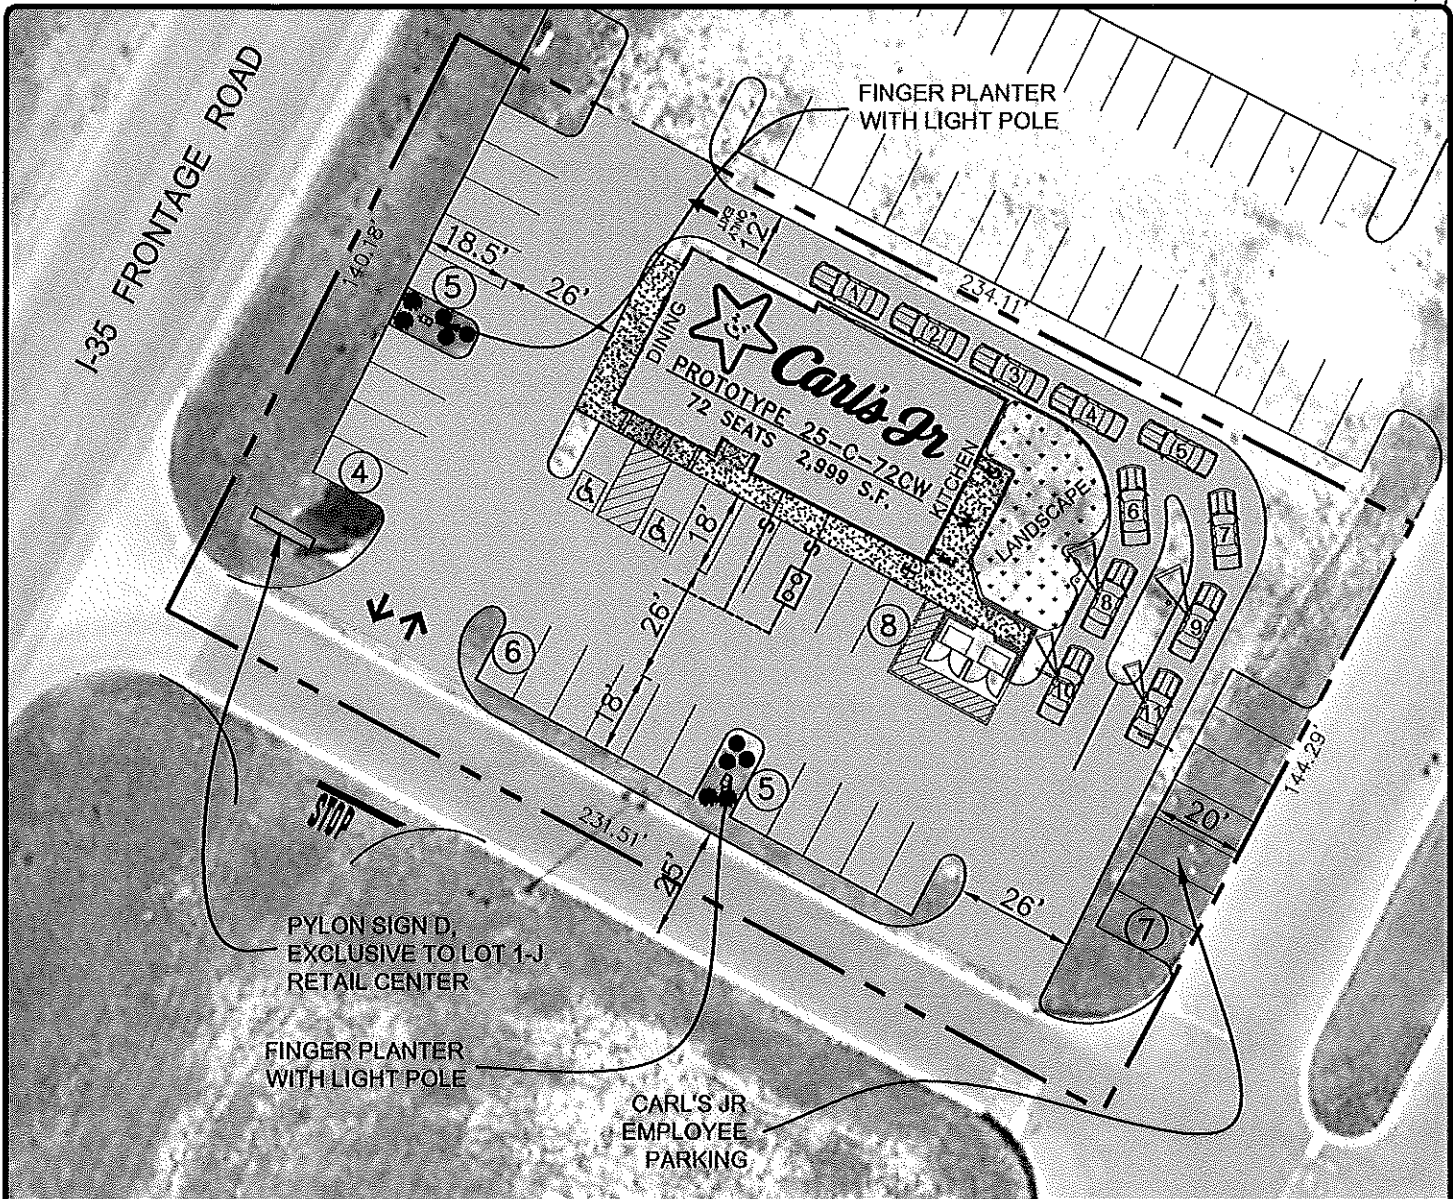 FINGER PLANTER
WITH LIGHT POLE
I-35 FRONTAGE ROAD
140.18'
18.5'
26'
5
12'
234.11'
DINING
Carl's Jr
PROTOTYPE 25-C-72CW
72 SEATS 2,999 S.F.
KITCHEN
LANDSCAPE
1
2
3
4
5
6
7
8
9
10
11
4
18'
26'
18'
6
8
5
S
S
STOP
231.51'
26'
20'
144.29'
7
PYLON SIGN D,
EXCLUSIVE TO LOT 1-J
RETAIL CENTER
FINGER PLANTER
WITH LIGHT POLE
CARL'S JR
EMPLOYEE
PARKING